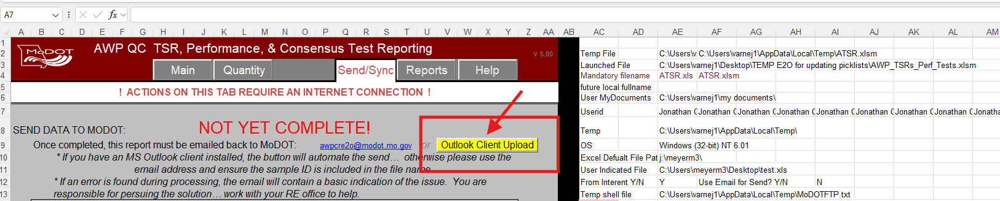 A7
fx
A B C D E F G H I J K L M N O P Q R S T U V W X Y Z AA AB AC AD AE AF AG AH AI AJ AK AL AM
1
MoDOT AWP QC TSR, Performance, & Consensus Test Reporting
2 v 5.00 Temp File C:\Users\v C:\Users\varnej1\AppData\Local\Temp\ATSR.xlsm
3 Launched File C:\Users\varnej1\Desktop\TEMP E2O for updating picklists\AWP_TSRs_Perf_Tests.xlsm
4 Main Quantity Send/Sync Reports Help Mandatory filename ATSR.xls ATSR.xlsm
5 future local fullname
6 ! ACTIONS ON THIS TAB REQUIRE AN INTERNET CONNECTION ! User MyDocuments C:\Users\varnej1\my documents\
7 Userid Jonathan C Jonathan C Jonathan C Jonathan C Jonathan C Jonathan C Jonathan C Jonathan C Jonathan
8 SEND DATA TO MODOT: NOT YET COMPLETE! Temp C:\Users\varnej1\AppData\Local\Temp\
9 Once completed, this report must be emailed back to MoDOT: awpcre2o@modot.mo.gov or Outlook Client Upload OS Windows (32-bit) NT 6.01
10 * If you have an MS Outlook client installed, the button will automate the send... otherwise please use the Excel Defualt File Pat j:\meyerm3\
11 email address and ensure the sample ID is included in the file name. User Indicated File C:\Users\meyerm3\Desktop\test.xls
12 * If an error is found during processing, the email will contain a basic indication of the issue. You are From Interent Y/N Y Use Email for Send? Y/N N
13 responsible for persuing the solution... work with your RE office to help. Temp shell file C:\Users\varnej1\AppData\Local\Temp\MoDOTFTP.txt